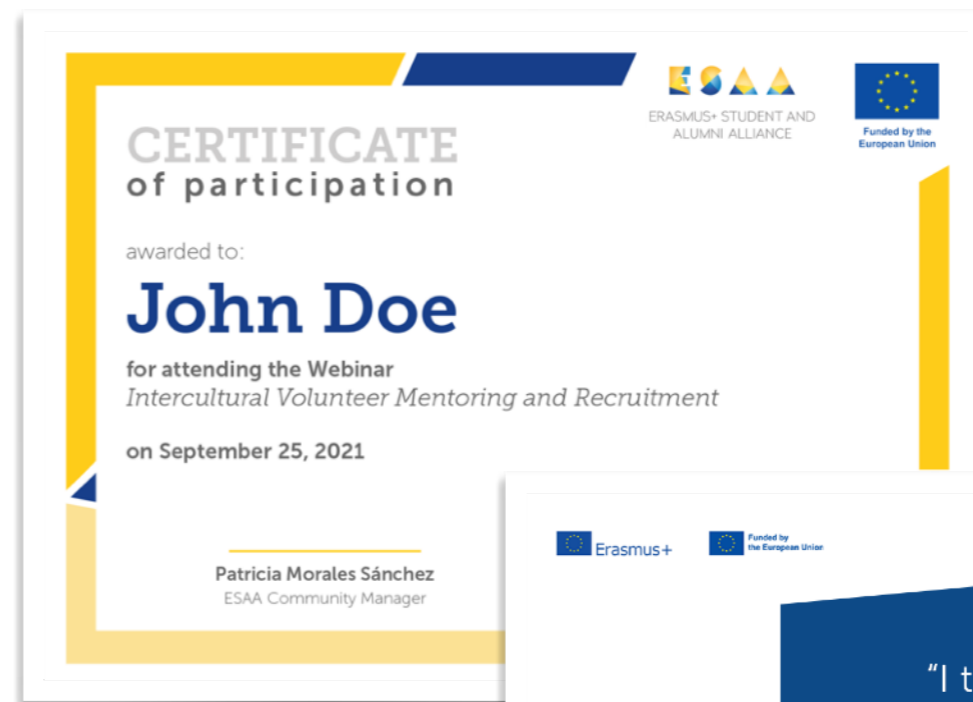 ESAA
ERASMUS+ STUDENT AND
ALUMNI ALLIANCE
Funded by the
European Union
CERTIFICATE
of participation
awarded to:
John Doe
for attending the Webinar
Intercultural Volunteer Mentoring and Recruitment
on September 25, 2021
Patricia Morales Sánchez
ESAA Community Manager
Erasmus+
Funded by
the European Union
"I t